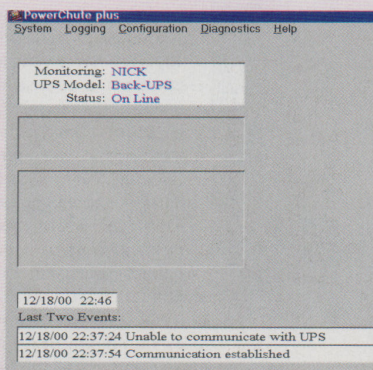 PowerChute plus
System Logging Configuration Diagnostics Help
Monitoring: NICK
UPS Model: Back-UPS
Status: On Line
12/18/00 22:46
Last Two Events:
12/18/00 22:37:24 Unable to communicate with UPS
12/18/00 22:37:54 Communication established